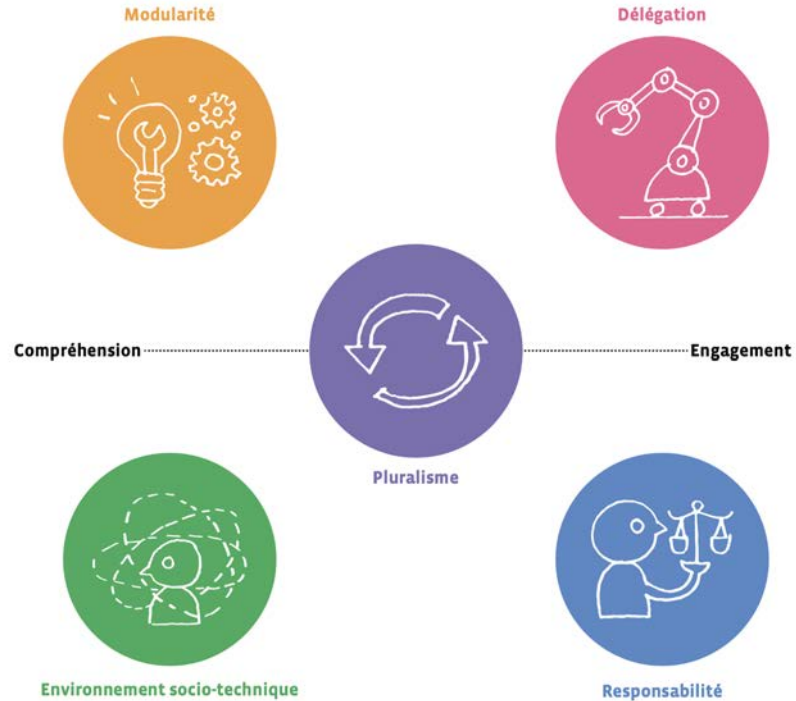 Modularité
Délégation
Compréhension
Engagement
Pluralisme
Environnement socio-technique
Responsabilité